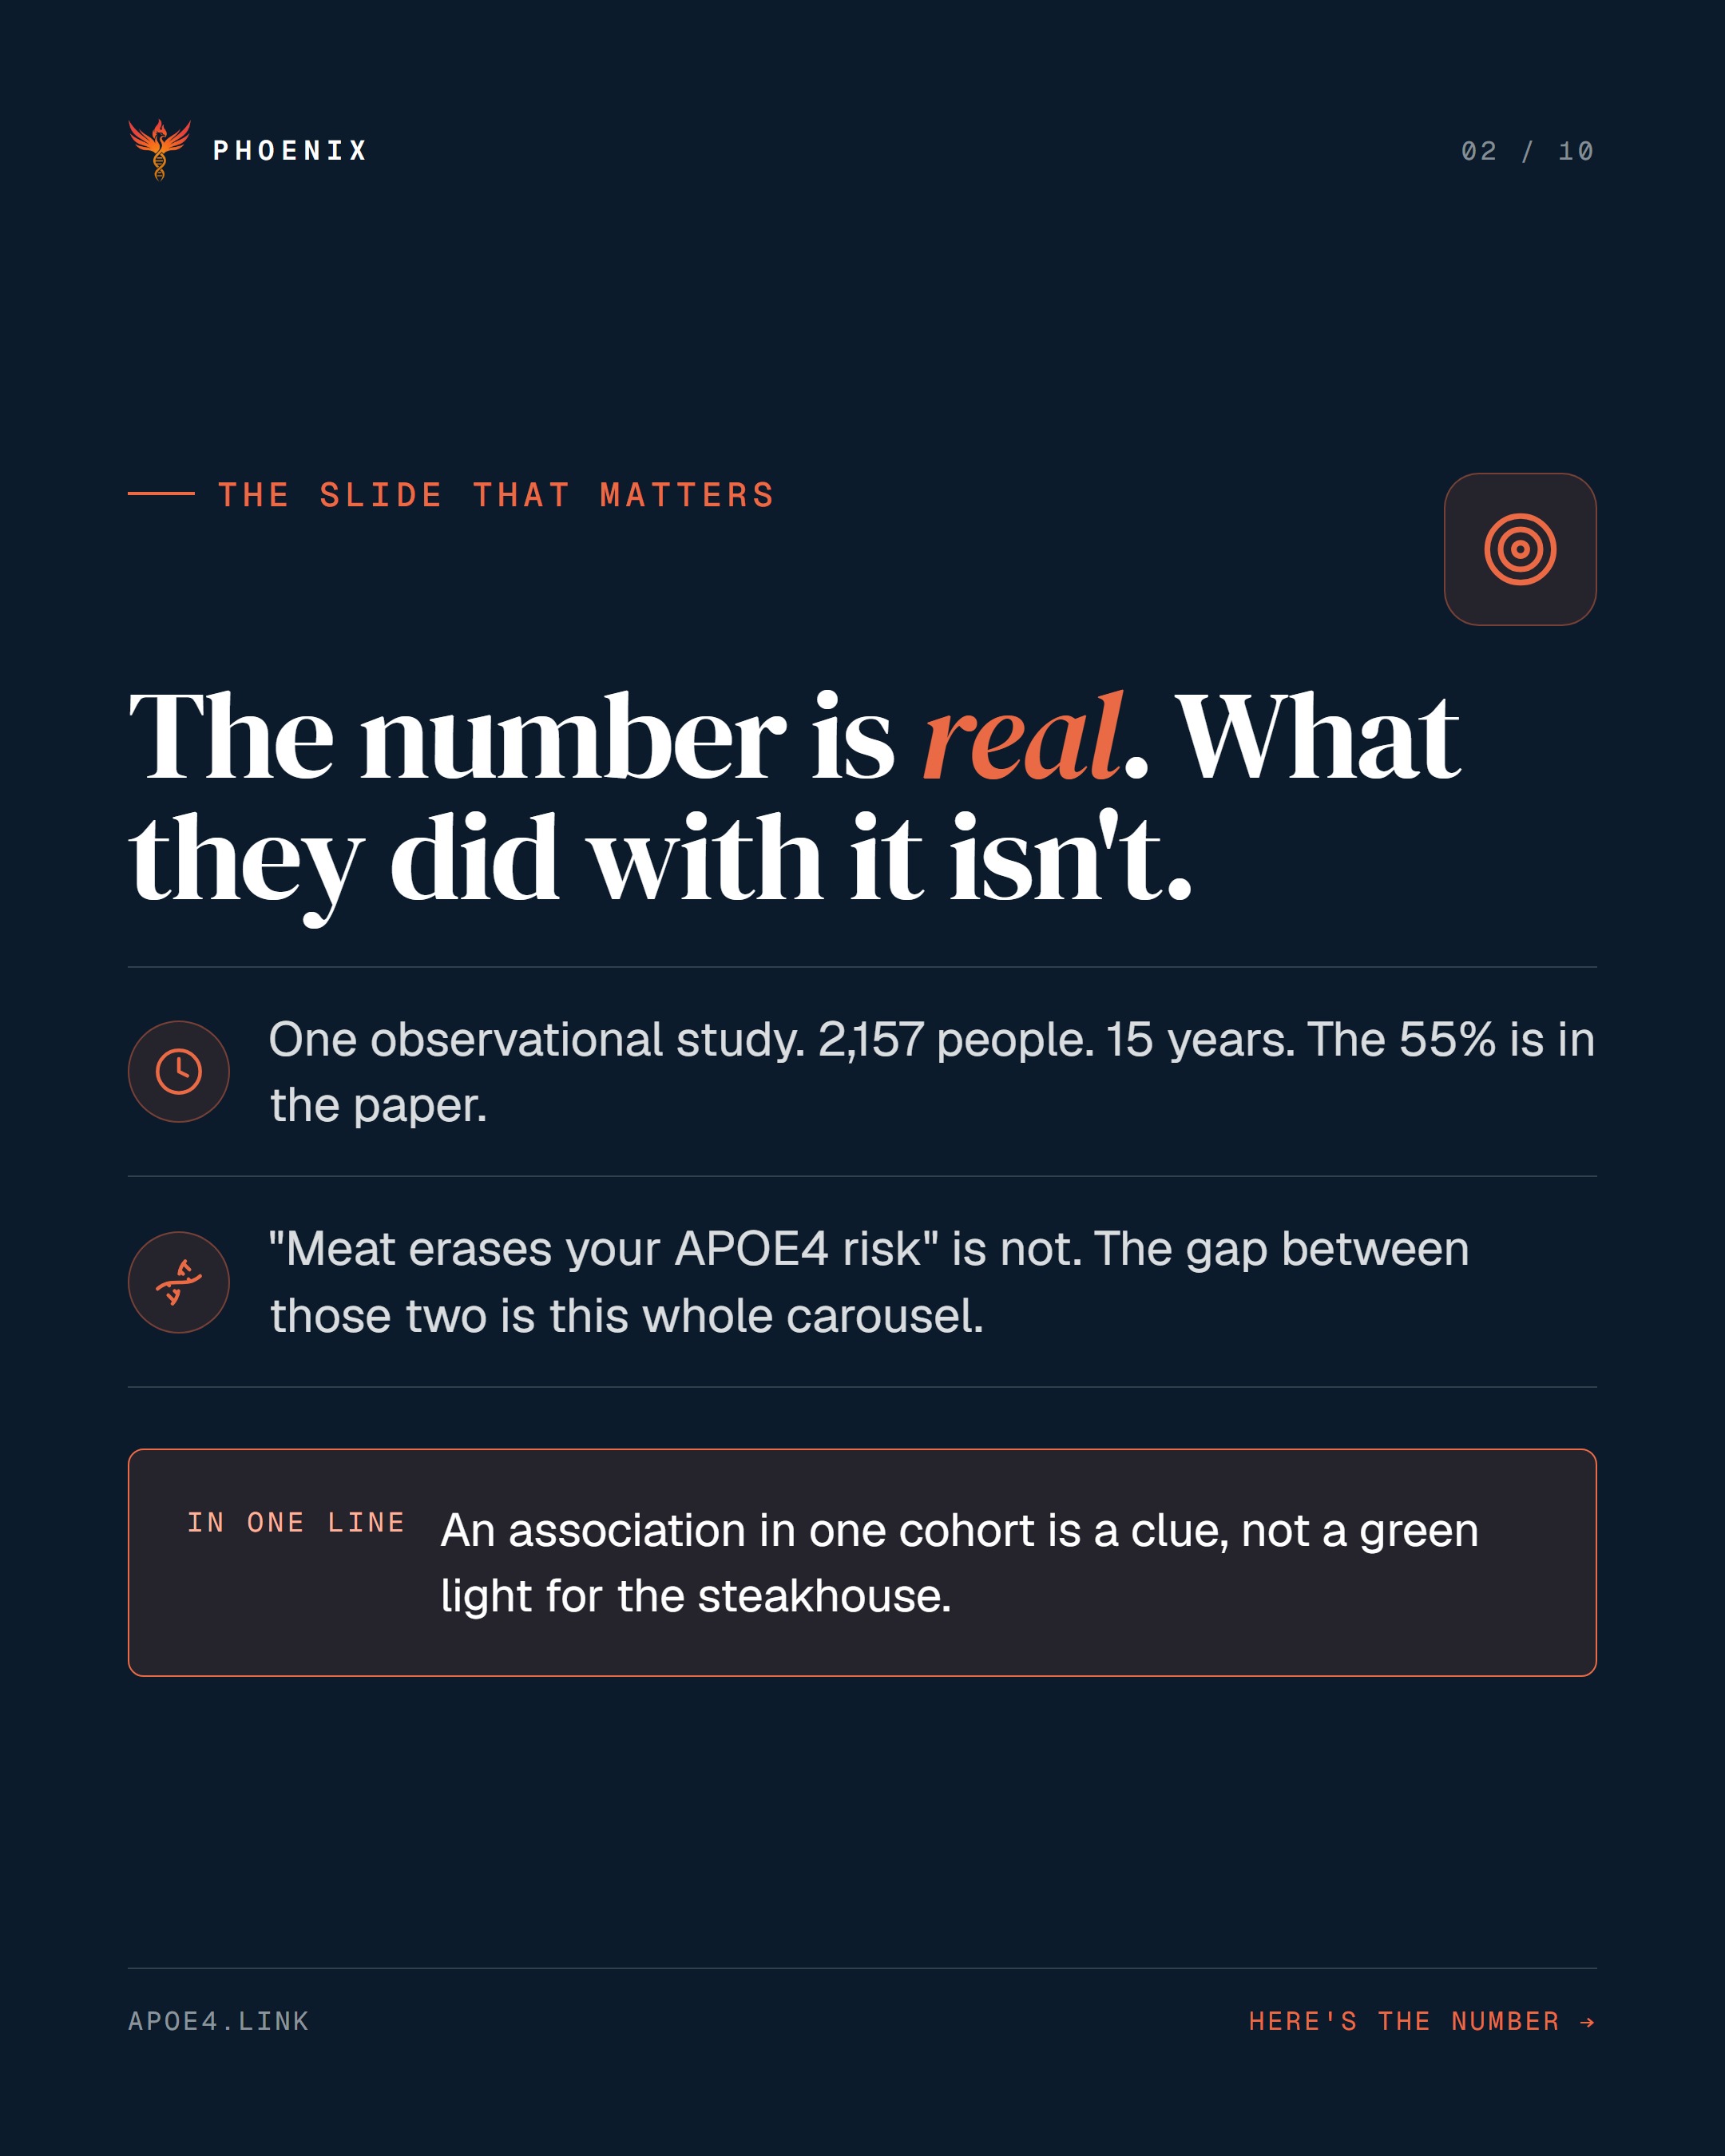 PHOENIX
02 / 10
THE SLIDE THAT MATTERS
The number is real. What
they did with it isn't.
One observational study. 2,157 people. 15 years. The 55% is in
the paper.
"Meat erases your APOE4 risk" is not. The gap between
those two is this whole carousel.
IN ONE LINE
An association in one cohort is a clue, not a green
light for the steakhouse.
APOE4.LINK
HERE'S THE NUMBER →